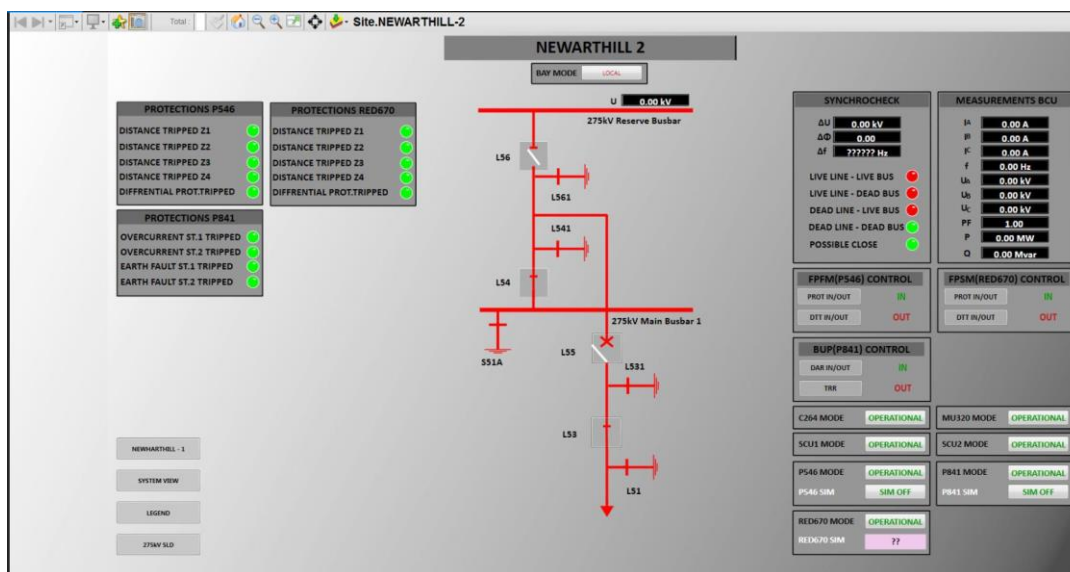 Total
Site.NEWARTHILL-2
NEWARTHILL 2
BAY MODE LOCAL
U 0.00 kV
275kV Reserve Busbar
L56
L561
L541
L54
275kV Main Busbar 1
S51A
L55
L531
L53
L51
PROTECTIONS P546
DISTANCE TRIPPED Z1
DISTANCE TRIPPED Z2
DISTANCE TRIPPED Z3
DISTANCE TRIPPED Z4
DIFFRENTIAL PROT.TRIPPED
PROTECTIONS RED670
DISTANCE TRIPPED Z1
DISTANCE TRIPPED Z2
DISTANCE TRIPPED Z3
DISTANCE TRIPPED Z4
DIFFRENTIAL PROT.TRIPPED
PROTECTIONS P841
OVERCURRENT ST.1 TRIPPED
OVERCURRENT ST.2 TRIPPED
EARTH FAULT ST.1 TRIPPED
EARTH FAULT ST.2 TRIPPED
NEWHARTHILL - 1
SYSTEM VIEW
LEGEND
275kV SLD
SYNCHROCHECK
ΔU 0.00 kV
ΔΦ 0.00
Δf ?????? Hz
LIVE LINE - LIVE BUS
LIVE LINE - DEAD BUS
DEAD LINE - LIVE BUS
DEAD LINE - DEAD BUS
POSSIBLE CLOSE
MEASUREMENTS BCU
IA 0.00 A
IB 0.00 A
IC 0.00 A
f 0.00 Hz
UA 0.00 kV
UB 0.00 kV
UC 0.00 kV
PF 1.00
P 0.00 MW
Q 0.00 Mvar
FPFM(P546) CONTROL
PROT IN/OUT IN
DTT IN/OUT OUT
FPSM(RED670) CONTROL
PROT IN/OUT IN
DTT IN/OUT OUT
BUP(P841) CONTROL
DAR IN/OUT IN
TRR OUT
C264 MODE OPERATIONAL
MU320 MODE OPERATIONAL
SCU1 MODE OPERATIONAL
SCU2 MODE OPERATIONAL
P546 MODE OPERATIONAL
P546 SIM SIM OFF
P841 MODE OPERATIONAL
P841 SIM SIM OFF
RED670 MODE OPERATIONAL
RED670 SIM ??